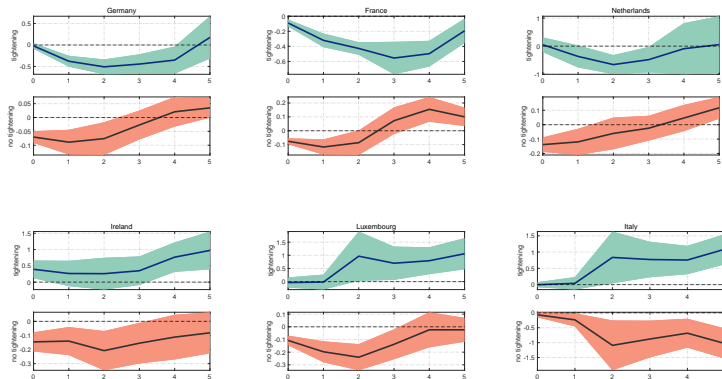 Germany
France
Netherlands
tightening
0.5
0
-0.5
0 1 2 3 4 5
0
-0.2
-0.4
-0.6
0 1 2 3 4 5
tightening
1
0
-1
0 1 2 3 4 5
no tightening
0.05
0
-0.05
-0.1
0 1 2 3 4 5
no tightening
0.2
0.1
0
-0.1
0 1 2 3 4 5
no tightening
0.1
0
-0.1
-0.2
0 1 2 3 4 5
Ireland
Luxembourg
Italy
tightening
1.5
1
0.5
0
0 1 2 3 4 5
tightening
1.5
1
0.5
0
0 1 2 3 4 5
tightening
1.5
1
0.5
0
0 1 2 3 4
no tightening
0
-0.1
-0.2
-0.3
0 1 2 3 4 5
no tightening
0.1
0
-0.1
-0.2
-0.3
0 1 2 3 4 5
no tightening
0
-0.5
-1
-1.5
0 1 2 3 4 5